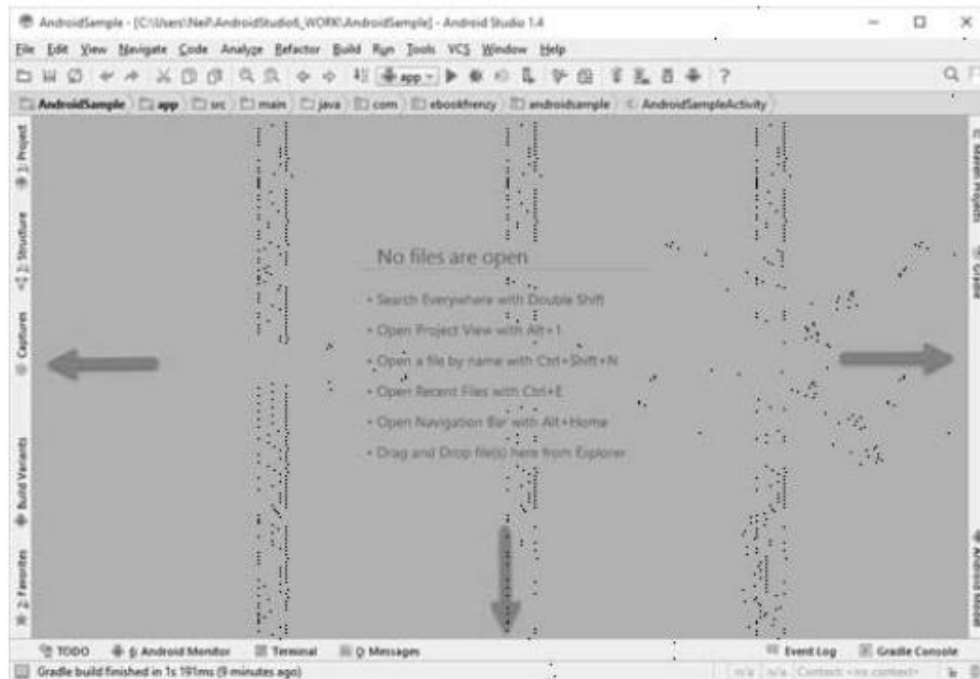 AndroidSample - [C:\Users\Neil\AndroidStudio6_WORK\AndroidSample] - Android Studio 1.4
File Edit View Navigate Code Analyze Refactor Build Run Tools VCS Window Help
app
AndroidSample app src main java com ebookfrenzy androidsample AndroidSampleActivity
1: Project
7: Structure
Captures
Build Variants
2: Favorites
Maven Projects
Gradle
Android Model
No files are open
• Search Everywhere with Double Shift
• Open Project View with Alt+1
• Open a file by name with Ctrl+Shift+N
• Open Recent Files with Ctrl+E
• Open Navigation Bar with Alt+Home
• Drag and Drop file(s) here from Explorer
TODO 6: Android Monitor Terminal 0: Messages Event Log Gradle Console
Gradle build finished in 1s 191ms (9 minutes ago) n/a n/a Context: <no context>